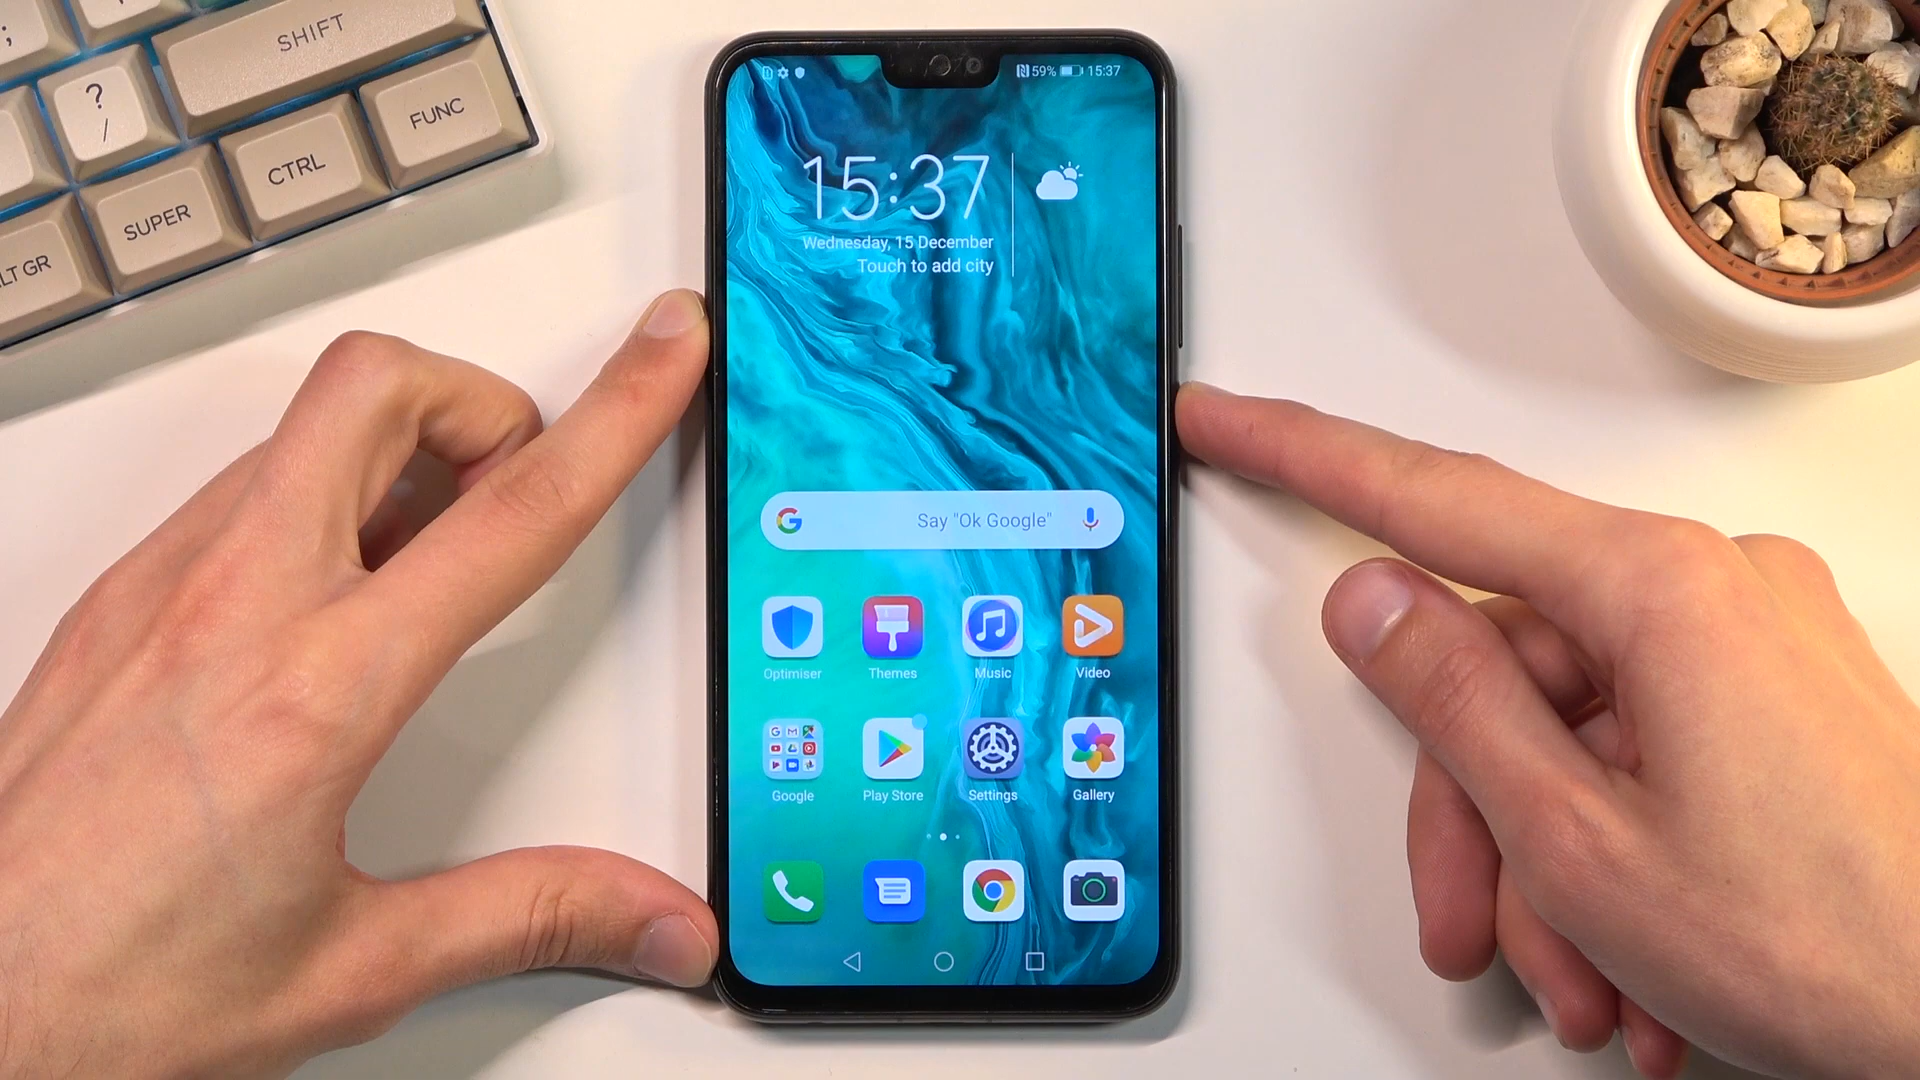 ;
SHIFT
?
/
CTRL
FUNC
SUPER
LT GR
59% 15:37
15:37
Wednesday, 15 December
Touch to add city
Say "Ok Google"
Optimiser
Themes
Music
Video
Google
Play Store
Settings
Gallery